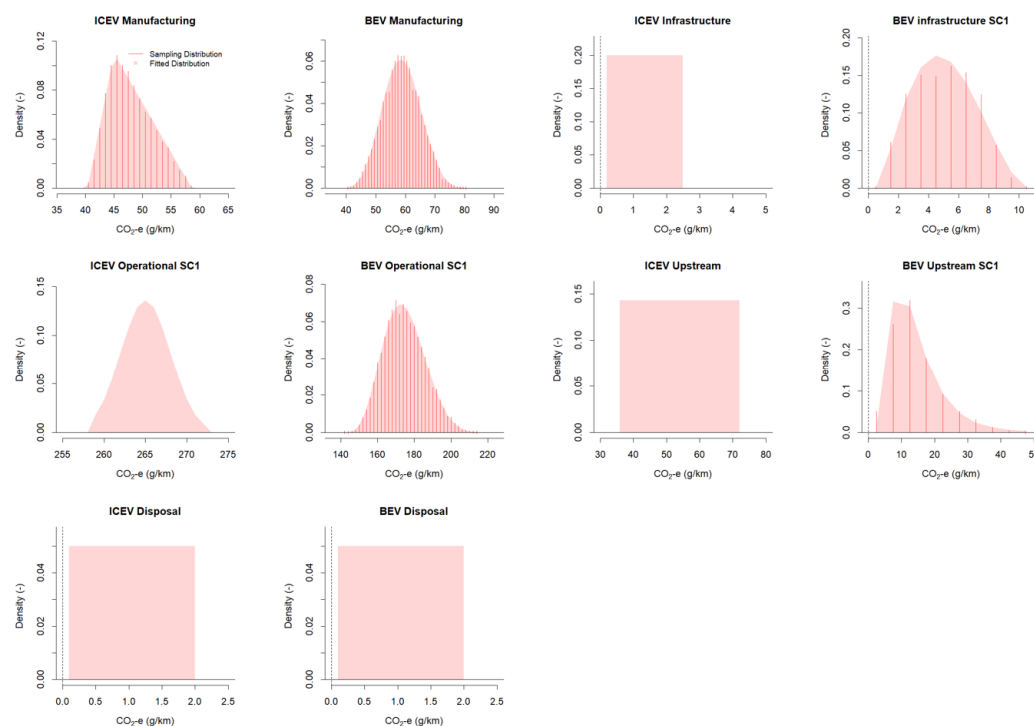 ICEV Manufacturing
Density (-)
0.12
0.08
0.04
0.00
Sampling Distribution
Fitted Distribution
35 40 45 50 55 60 65
CO₂-e (g/km)
BEV Manufacturing
Density (-)
0.06
0.04
0.02
0.00
40 50 60 70 80 90
CO₂-e (g/km)
ICEV Infrastructure
Density (-)
0.20
0.15
0.10
0.05
0.00
0 1 2 3 4 5
CO₂-e (g/km)
BEV infrastructure SC1
Density (-)
0.20
0.15
0.10
0.05
0.00
0 2 4 6 8 10
CO₂-e (g/km)
ICEV Operational SC1
Density (-)
0.15
0.10
0.05
0.00
255 260 265 270 275
CO₂-e (g/km)
BEV Operational SC1
Density (-)
0.08
0.06
0.04
0.02
0.00
140 160 180 200 220
CO₂-e (g/km)
ICEV Upstream
Density (-)
0.15
0.10
0.05
0.00
30 40 50 60 70 80
CO₂-e (g/km)
BEV Upstream SC1
Density (-)
0.3
0.2
0.1
0.0
0 10 20 30 40
CO₂-e (g/km)
ICEV Disposal
Density (-)
0.04
0.02
0.00
0.0 0.5 1.0 1.5 2.0 2.5
CO₂-e (g/km)
BEV Disposal
Density (-)
0.04
0.02
0.00
0.0 0.5 1.0 1.5 2.0 2.5
CO₂-e (g/km)